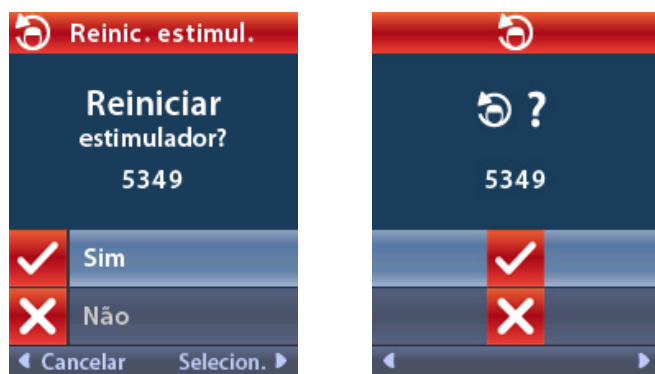 Reinic. estimul.
Reiniciar
estimulador?
5349
Sim
Não
Cancelar Selecion.
?
5349